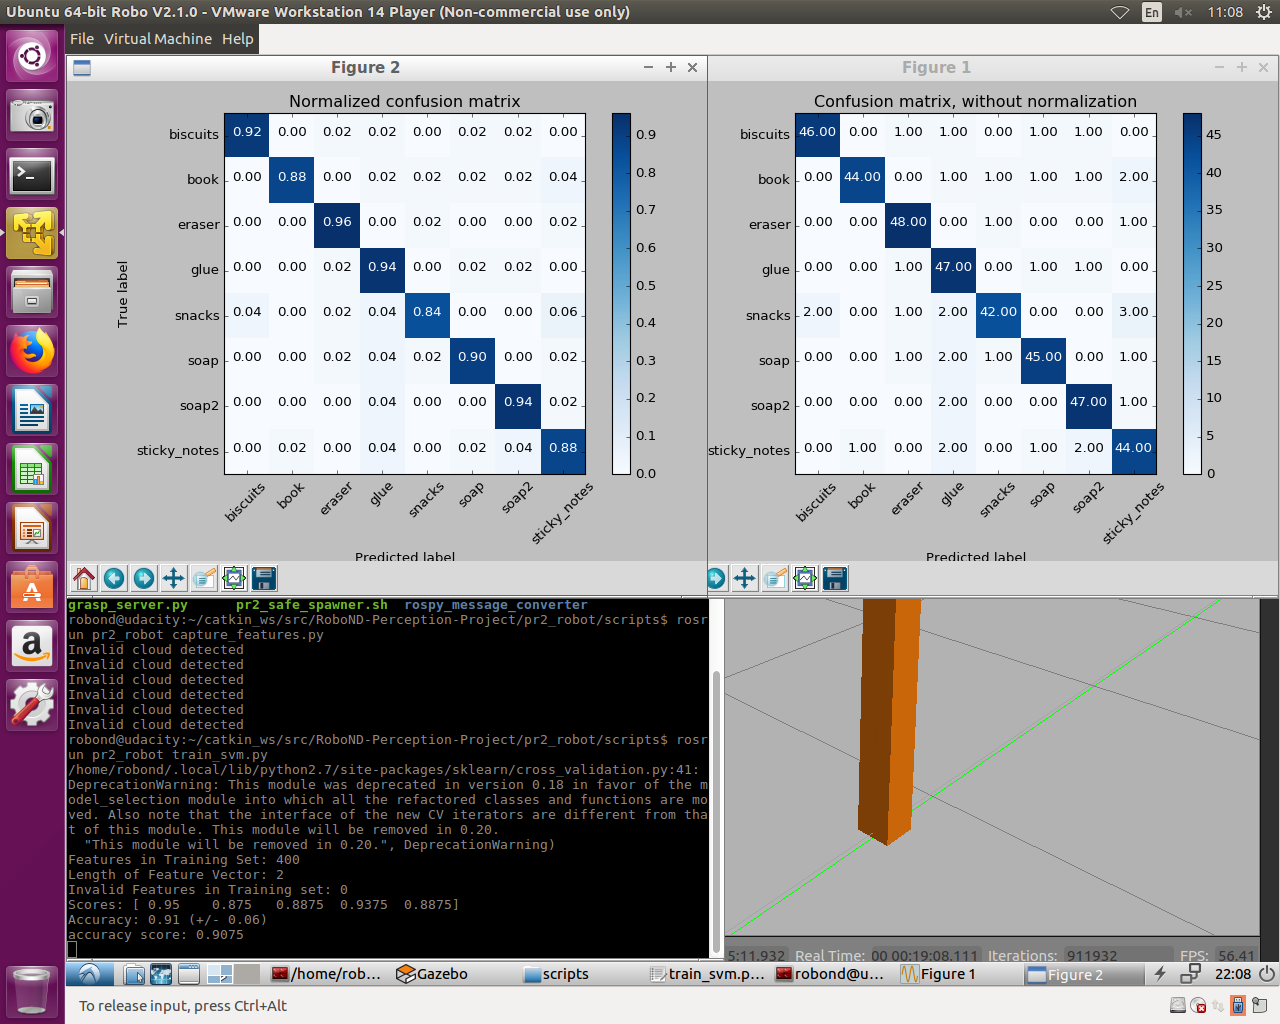 Ubuntu 64-bit Robo V2.1.0 - VMware Workstation 14 Player (Non-commercial use only)
En
11:08
File Virtual Machine Help
Figure 2
Normalized confusion matrix
True label
biscuits 0.92 0.00 0.02 0.02 0.00 0.02 0.02 0.00
book 0.00 0.88 0.00 0.02 0.02 0.02 0.02 0.04
eraser 0.00 0.00 0.96 0.00 0.02 0.00 0.00 0.02
glue 0.00 0.00 0.02 0.94 0.00 0.02 0.02 0.00
snacks 0.04 0.00 0.02 0.04 0.84 0.00 0.00 0.06
soap 0.00 0.00 0.02 0.04 0.02 0.90 0.00 0.02
soap2 0.00 0.00 0.00 0.04 0.00 0.00 0.94 0.02
sticky_notes 0.00 0.02 0.00 0.04 0.00 0.02 0.04 0.88
biscuits book eraser glue snacks soap soap2 sticky_notes
Predicted label
0.9
0.8
0.7
0.6
0.5
0.4
0.3
0.2
0.1
0.0
Figure 1
Confusion matrix, without normalization
biscuits 46.00 0.00 1.00 1.00 0.00 1.00 1.00 0.00
book 0.00 44.00 0.00 1.00 1.00 1.00 1.00 2.00
eraser 0.00 0.00 48.00 0.00 1.00 0.00 0.00 1.00
glue 0.00 0.00 1.00 47.00 0.00 1.00 1.00 0.00
snacks 2.00 0.00 1.00 2.00 42.00 0.00 0.00 3.00
soap 0.00 0.00 1.00 2.00 1.00 45.00 0.00 1.00
soap2 0.00 0.00 0.00 2.00 0.00 0.00 47.00 1.00
sticky_notes 0.00 1.00 0.00 2.00 0.00 1.00 2.00 44.00
biscuits book eraser glue snacks soap soap2 sticky_notes
Predicted label
45
40
35
30
25
20
15
10
5
0
grasp_server.py pr2_safe_spawner.sh rospy_message_converter
robond@udacity:~/catkin_ws/src/RoboND-Perception-Project/pr2_robot/scripts$ rosr
un pr2_robot capture_features.py
Invalid cloud detected
Invalid cloud detected
Invalid cloud detected
Invalid cloud detected
Invalid cloud detected
Invalid cloud detected
robond@udacity:~/catkin_ws/src/RoboND-Perception-Project/pr2_robot/scripts$ rosr
un pr2_robot train_svm.py
/home/robond/.local/lib/python2.7/site-packages/sklearn/cross_validation.py:41:
DeprecationWarning: This module was deprecated in version 0.18 in favor of the m
odel_selection module into which all the refactored classes and functions are mo
ved. Also note that the interface of the new CV iterators are different from tha
t of this module. This module will be removed in 0.20.
"This module will be removed in 0.20.", DeprecationWarning)
Features in Training Set: 400
Length of Feature Vector: 2
Invalid Features in Training set: 0
Scores: [ 0.95 0.875 0.8875 0.9375 0.8875]
Accuracy: 0.91 (+/- 0.06)
accuracy score: 0.9075
5:11.932 Real Time: 00 00:19:08.111 Iterations: 911932 FPS: 56.41
/home/rob... Gazebo scripts train_svm.p... robond@u... Figure 1 Figure 2 22:08
To release input, press Ctrl+Alt